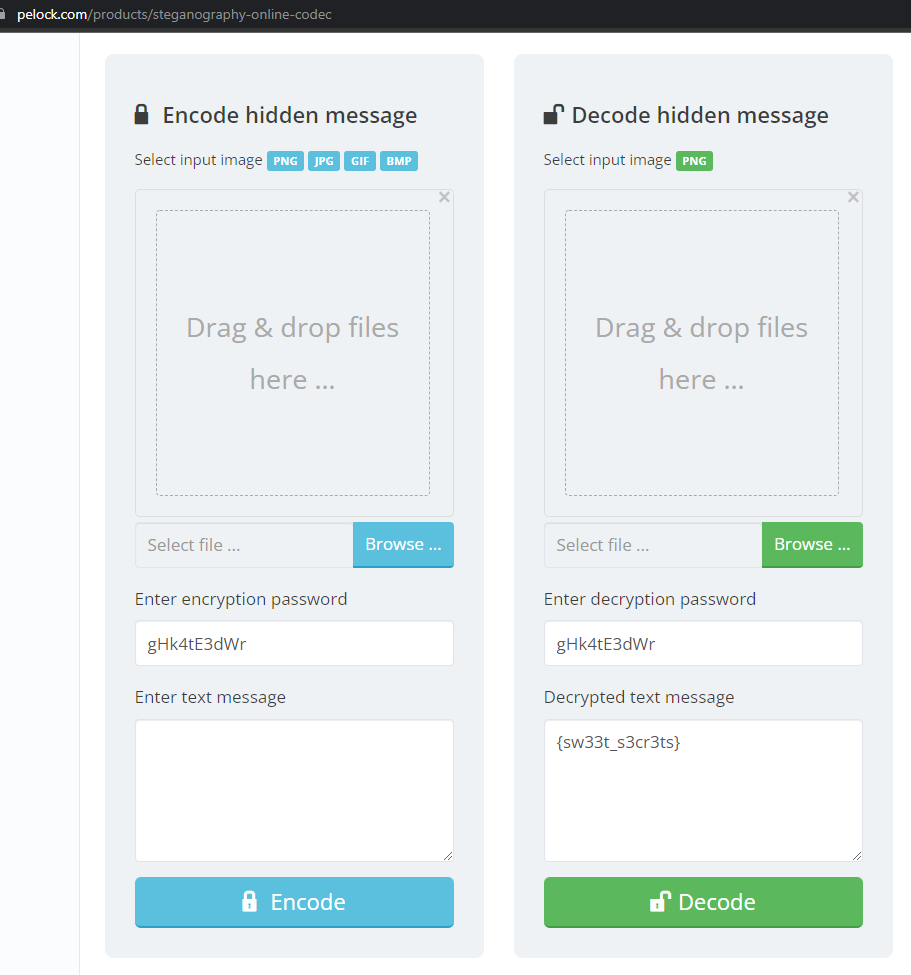 pelock.com/products/steganography-online-codec
Encode hidden message
Select input image PNG JPG GIF BMP
×
Drag & drop files
here ...
Select file ... Browse ...
Enter encryption password
gHk4tE3dWr
Enter text message
Encode
Decode hidden message
Select input image PNG
×
Drag & drop files
here ...
Select file ... Browse ...
Enter decryption password
gHk4tE3dWr
Decrypted text message
{sw33t_s3cr3ts}
Decode